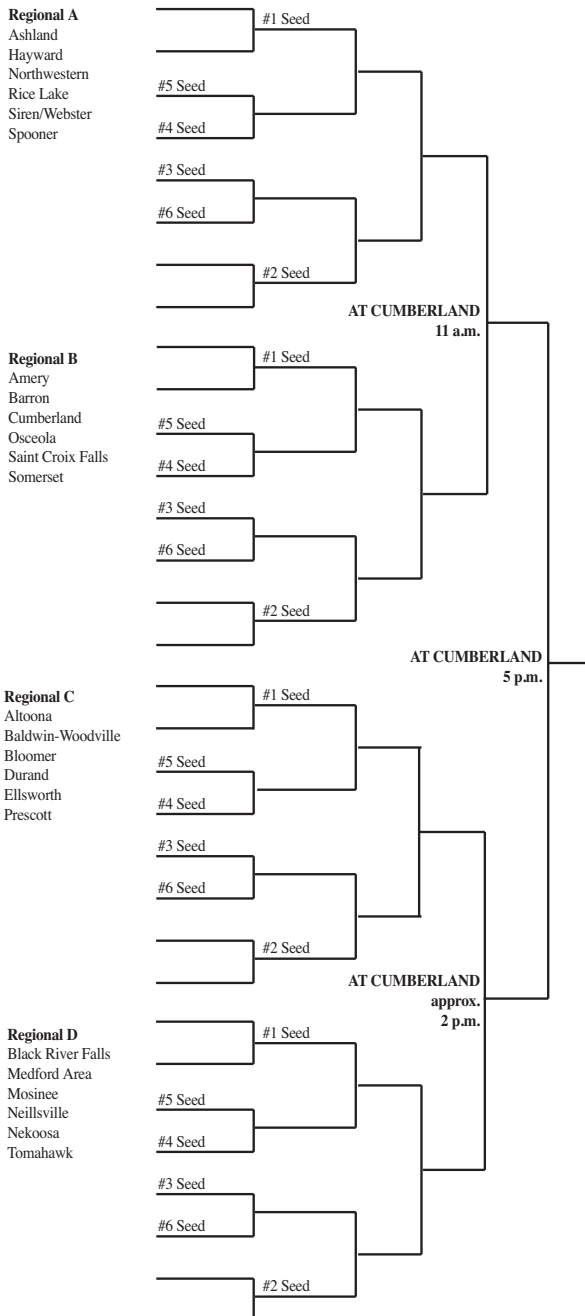 Regional A
Ashland
Hayward
Northwestern
Rice Lake
Siren/Webster
Spooner
#1 Seed
#5 Seed
#4 Seed
#3 Seed
#6 Seed
#2 Seed
AT CUMBERLAND
11 a.m.
Regional B
Amery
Barron
Cumberland
Osceola
Saint Croix Falls
Somerset
#1 Seed
#5 Seed
#4 Seed
#3 Seed
#6 Seed
#2 Seed
AT CUMBERLAND
5 p.m.
Regional C
Altoona
Baldwin-Woodville
Bloomer
Durand
Ellsworth
Prescott
#1 Seed
#5 Seed
#4 Seed
#3 Seed
#6 Seed
#2 Seed
AT CUMBERLAND
approx.
2 p.m.
Regional D
Black River Falls
Medford Area
Mosinee
Neillsville
Nekoosa
Tomahawk
#1 Seed
#5 Seed
#4 Seed
#3 Seed
#6 Seed
#2 Seed